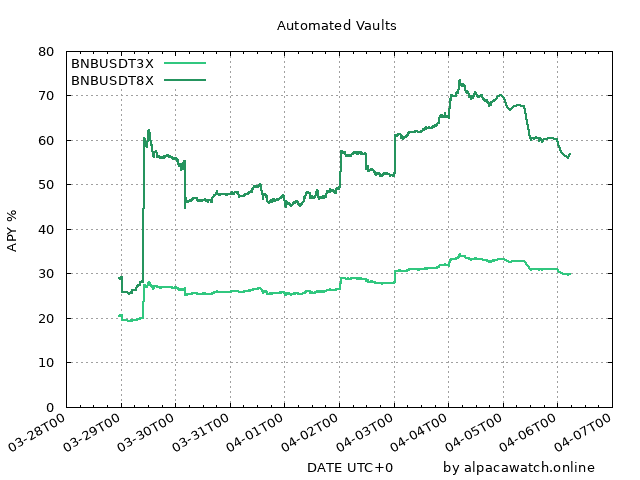 Automated Vaults
BNBUSDT3X
BNBUSDT8X
APY %
80
70
60
50
40
30
20
10
0
03-28T00 03-29T00 03-30T00 03-31T00 04-01T00 04-02T00 04-03T00 04-04T00 04-05T00 04-06T00 04-07T00
DATE UTC+0 by alpacawatch.online